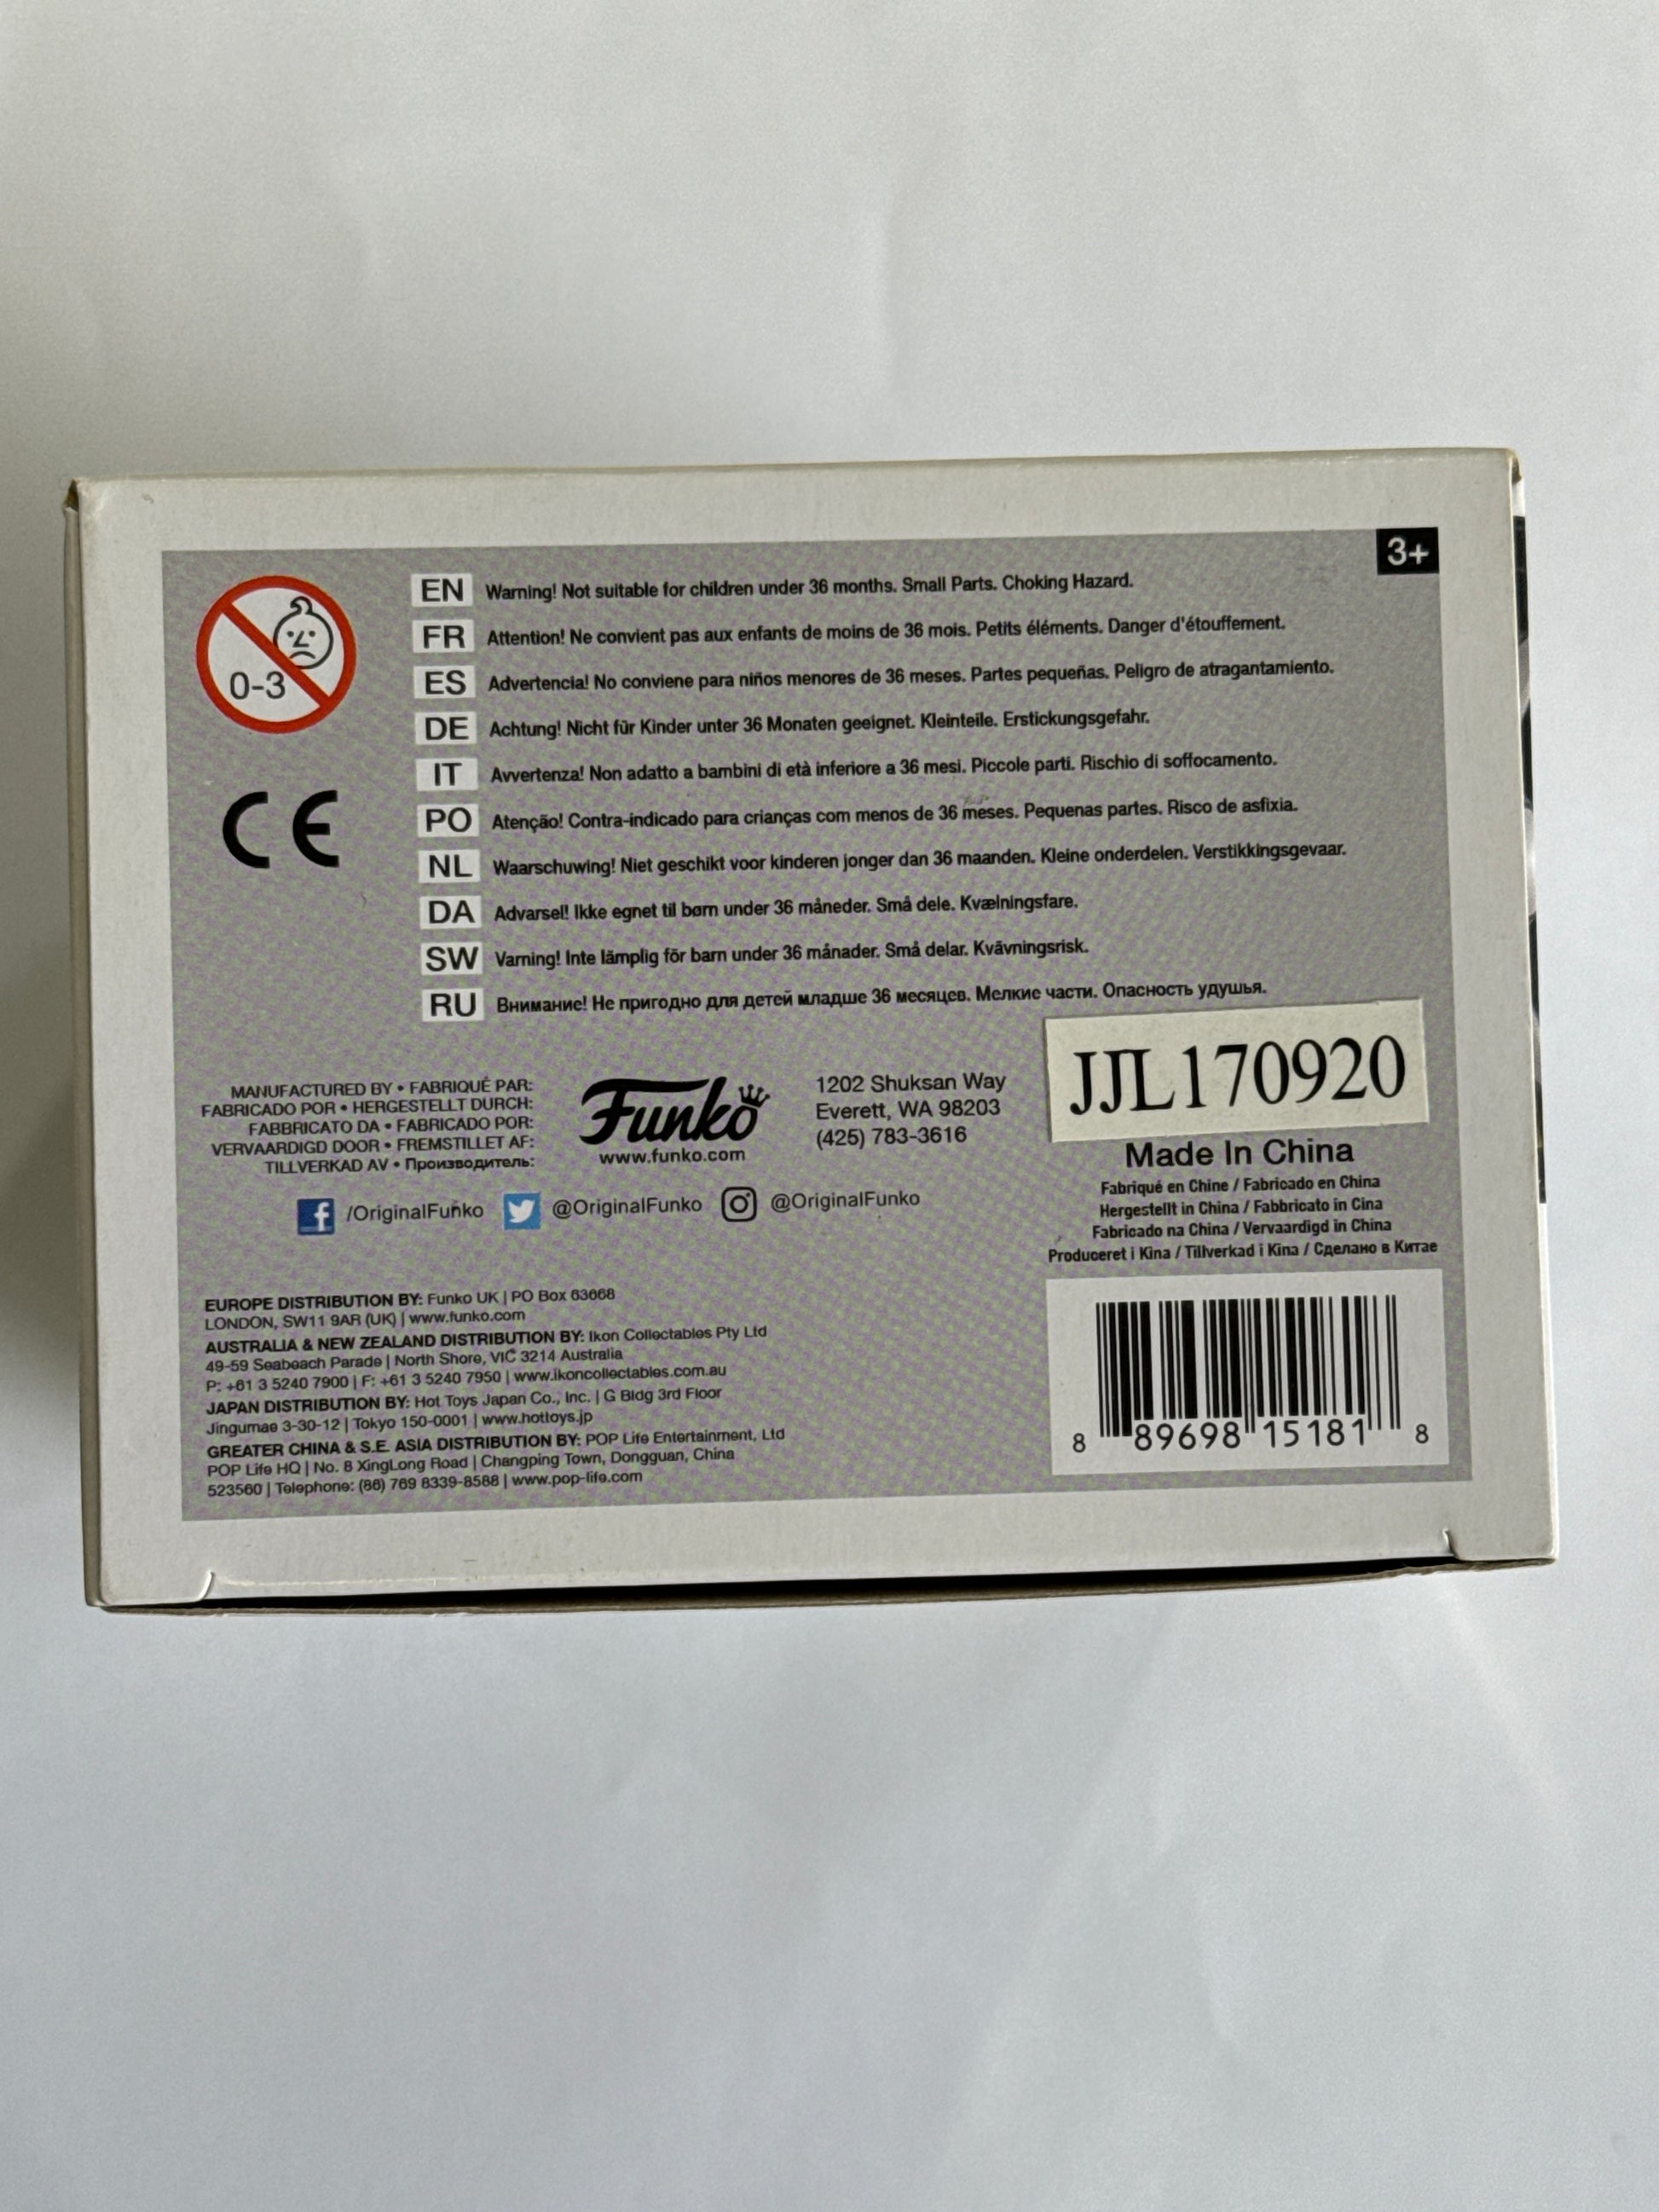 3+
0-3
CE
EN Warning! Not suitable for children under 36 months. Small Parts. Choking Hazard.
FR Attention! Ne convient pas aux enfants de moins de 36 mois. Petits éléments. Danger d'étouffement.
ES Advertencia! No conviene para niños menores de 36 meses. Partes pequeñas. Peligro de atragantamiento.
DE Achtung! Nicht für Kinder unter 36 Monaten geeignet. Kleinteile. Erstickungsgefahr.
IT Avvertenza! Non adatto a bambini di età inferiore a 36 mesi. Piccole parti. Rischio di soffocamento.
PO Atenção! Contra-indicado para crianças com menos de 36 meses. Pequenas partes. Risco de asfixia.
NL Waarschuwing! Niet geschikt voor kinderen jonger dan 36 maanden. Kleine onderdelen. Verstikkingsgevaar.
DA Advarsel! Ikke egnet til børn under 36 måneder. Små dele. Kvælningsfare.
SW Varning! Inte lämplig för barn under 36 månader. Små delar. Kvävningsrisk.
RU Внимание! Не пригодно для детей младше 36 месяцев. Мелкие части. Опасность удушья.
MANUFACTURED BY • FABRIQUÉ PAR:
FABRICADO POR • HERGESTELLT DURCH:
FABBRICATO DA • FABRICADO POR:
VERVAARDIGD DOOR • FREMSTILLET AF:
TILLVERKAD AV • Производитель:
Funko
www.funko.com
1202 Shuksan Way
Everett, WA 98203
(425) 783-3616
/OriginalFunko @OriginalFunko @OriginalFunko
JJL170920
Made In China
Fabriqué en Chine / Fabricado en China
Hergestellt in China / Fabbricato in Cina
Fabricado na China / Vervaardigd in China
Produceret i Kina / Tillverkad i Kina / Сделано в Китае
EUROPE DISTRIBUTION BY: Funko UK | PO Box 63668
LONDON, SW11 9AR (UK) | www.funko.com
AUSTRALIA & NEW ZEALAND DISTRIBUTION BY: Ikon Collectables Pty Ltd
49-59 Seabeach Parade | North Shore, VIC 3214 Australia
P: +61 3 5240 7900 | F: +61 3 5240 7950 | www.ikoncollectables.com.au
JAPAN DISTRIBUTION BY: Hot Toys Japan Co., Inc. | G Bldg 3rd Floor
Jingumae 3-30-12 | Tokyo 150-0001 | www.hottoys.jp
GREATER CHINA & S.E. ASIA DISTRIBUTION BY: POP Life Entertainment, Ltd
POP Life HQ | No. 8 XingLong Road | Changping Town, Dongguan, China
523560 | Telephone: (86) 769 8339-8588 | www.pop-life.com
8 89698 15181 8